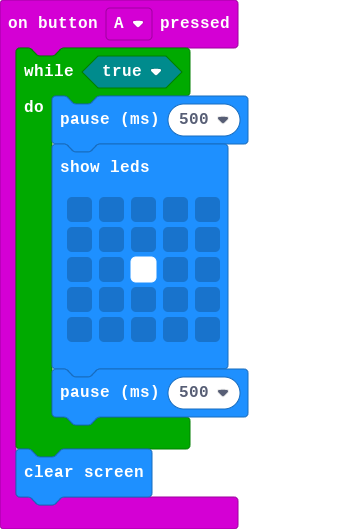 on button A pressed
while true
do
pause (ms) 500
show leds
pause (ms) 500
clear screen